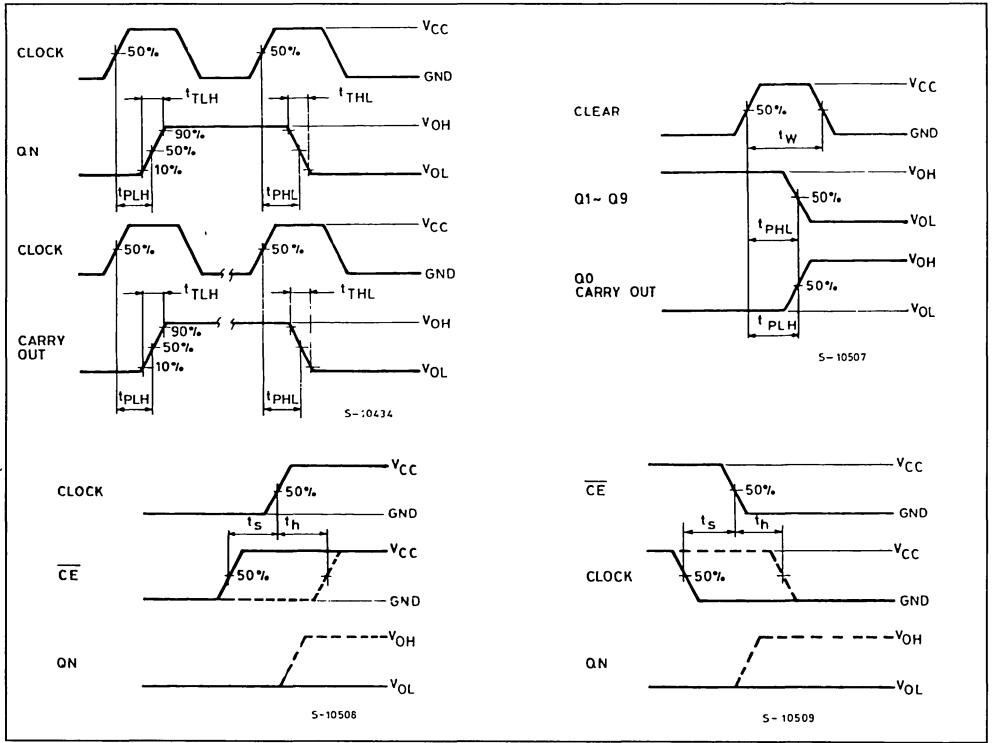 CLOCK
50%
50%
VCC
GND
tTLH
tTHL
QN
90%
50%
10%
VOH
VOL
tPLH
tPHL
CLOCK
50%
50%
VCC
GND
tTLH
tTHL
CARRY
OUT
90%
50%
10%
VOH
VOL
tPLH
tPHL
S-10434
CLEAR
50%
tW
VCC
GND
Q1~ Q9
50%
VOH
VOL
tPHL
Q0
CARRY OUT
50%
VOH
VOL
tPLH
S-10507
CLOCK
50%
VCC
GND
ts
th
CE
50%
VCC
GND
QN
VOH
VOL
S-10508
CE
50%
VCC
GND
ts
th
CLOCK
50%
VCC
GND
QN
VOH
VOL
S-10509